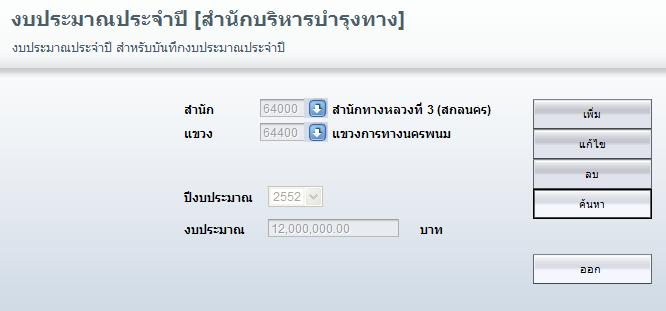 งบประมาณประจำปี [สำนักบริหารบำรุงทาง]
งบประมาณประจำปี สำหรับบันทึกงบประมาณประจำปี
สำนัก 64000 สำนักทางหลวงที่ 3 (สกลนคร)
แขวง 64400 แขวงการทางนครพนม
ปีงบประมาณ 2552
งบประมาณ 12,000,000.00 บาท
เพิ่ม
แก้ไข
ลบ
ค้นหา
ออก